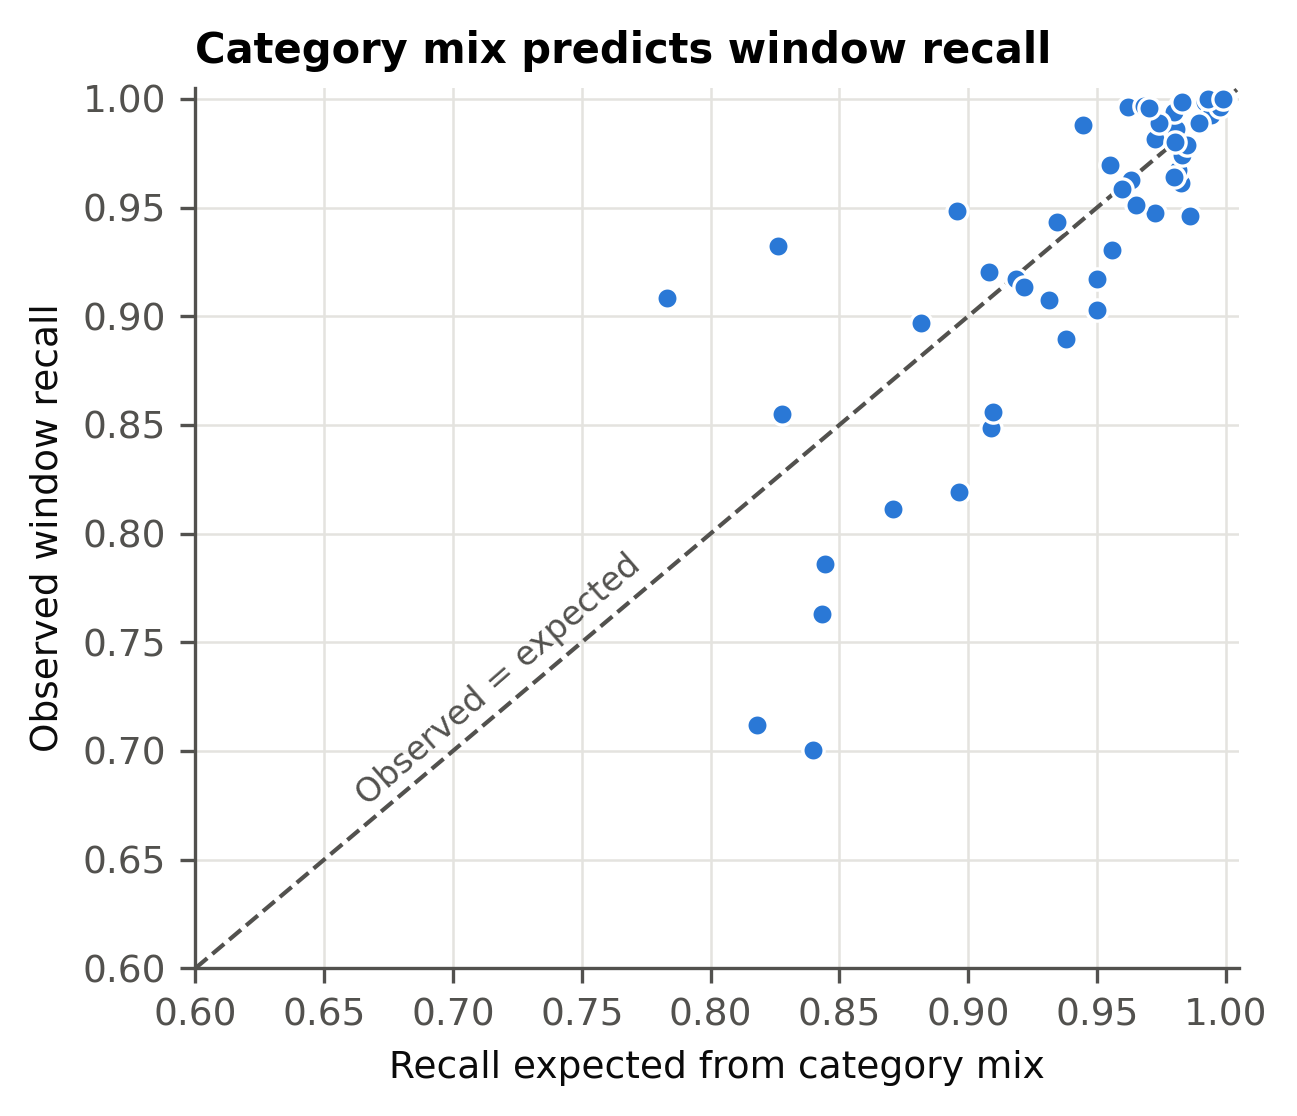 Category mix predicts window recall
1.00
0.95
0.90
0.85
0.80
0.75
0.70
0.65
0.60
Observed window recall
Observed = expected
0.60 0.65 0.70 0.75 0.80 0.85 0.90 0.95 1.00
Recall expected from category mix